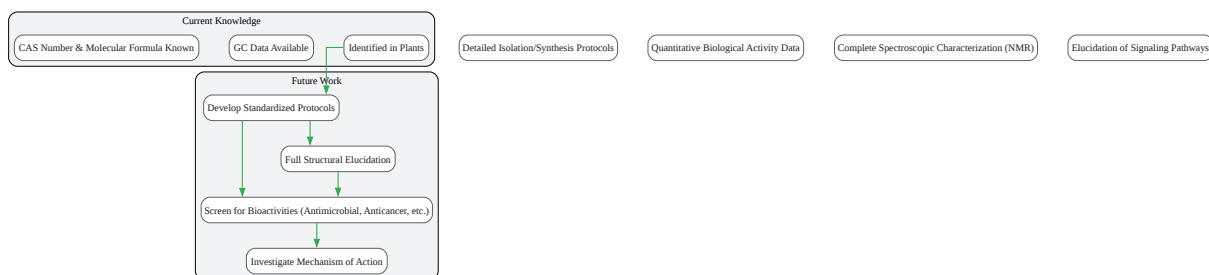 Current Knowledge
CAS Number & Molecular Formula Known
GC Data Available
Identified in Plants
Detailed Isolation/Synthesis Protocols
Quantitative Biological Activity Data
Complete Spectroscopic Characterization (NMR)
Elucidation of Signaling Pathways
Future Work
Develop Standardized Protocols
Full Structural Elucidation
Screen for Bioactivities (Antimicrobial, Anticancer, etc.)
Investigate Mechanism of Action